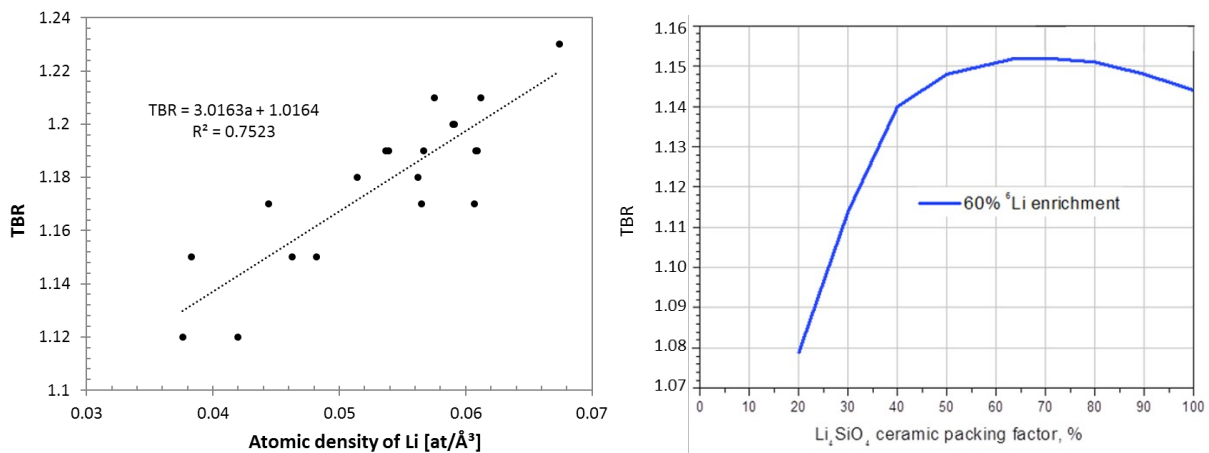 1.24
1.22
1.2
1.18
1.16
1.14
1.12
1.1
TBR
TBR = 3.0163a + 1.0164
R² = 0.7523
0.03 0.04 0.05 0.06 0.07
Atomic density of Li [at/Å³]
1.16
1.15
1.14
1.13
1.12
1.11
1.10
1.09
1.08
1.07
TBR
60% ⁶Li enrichment
0 10 20 30 40 50 60 70 80 90 100
Li₄SiO₄ ceramic packing factor, %